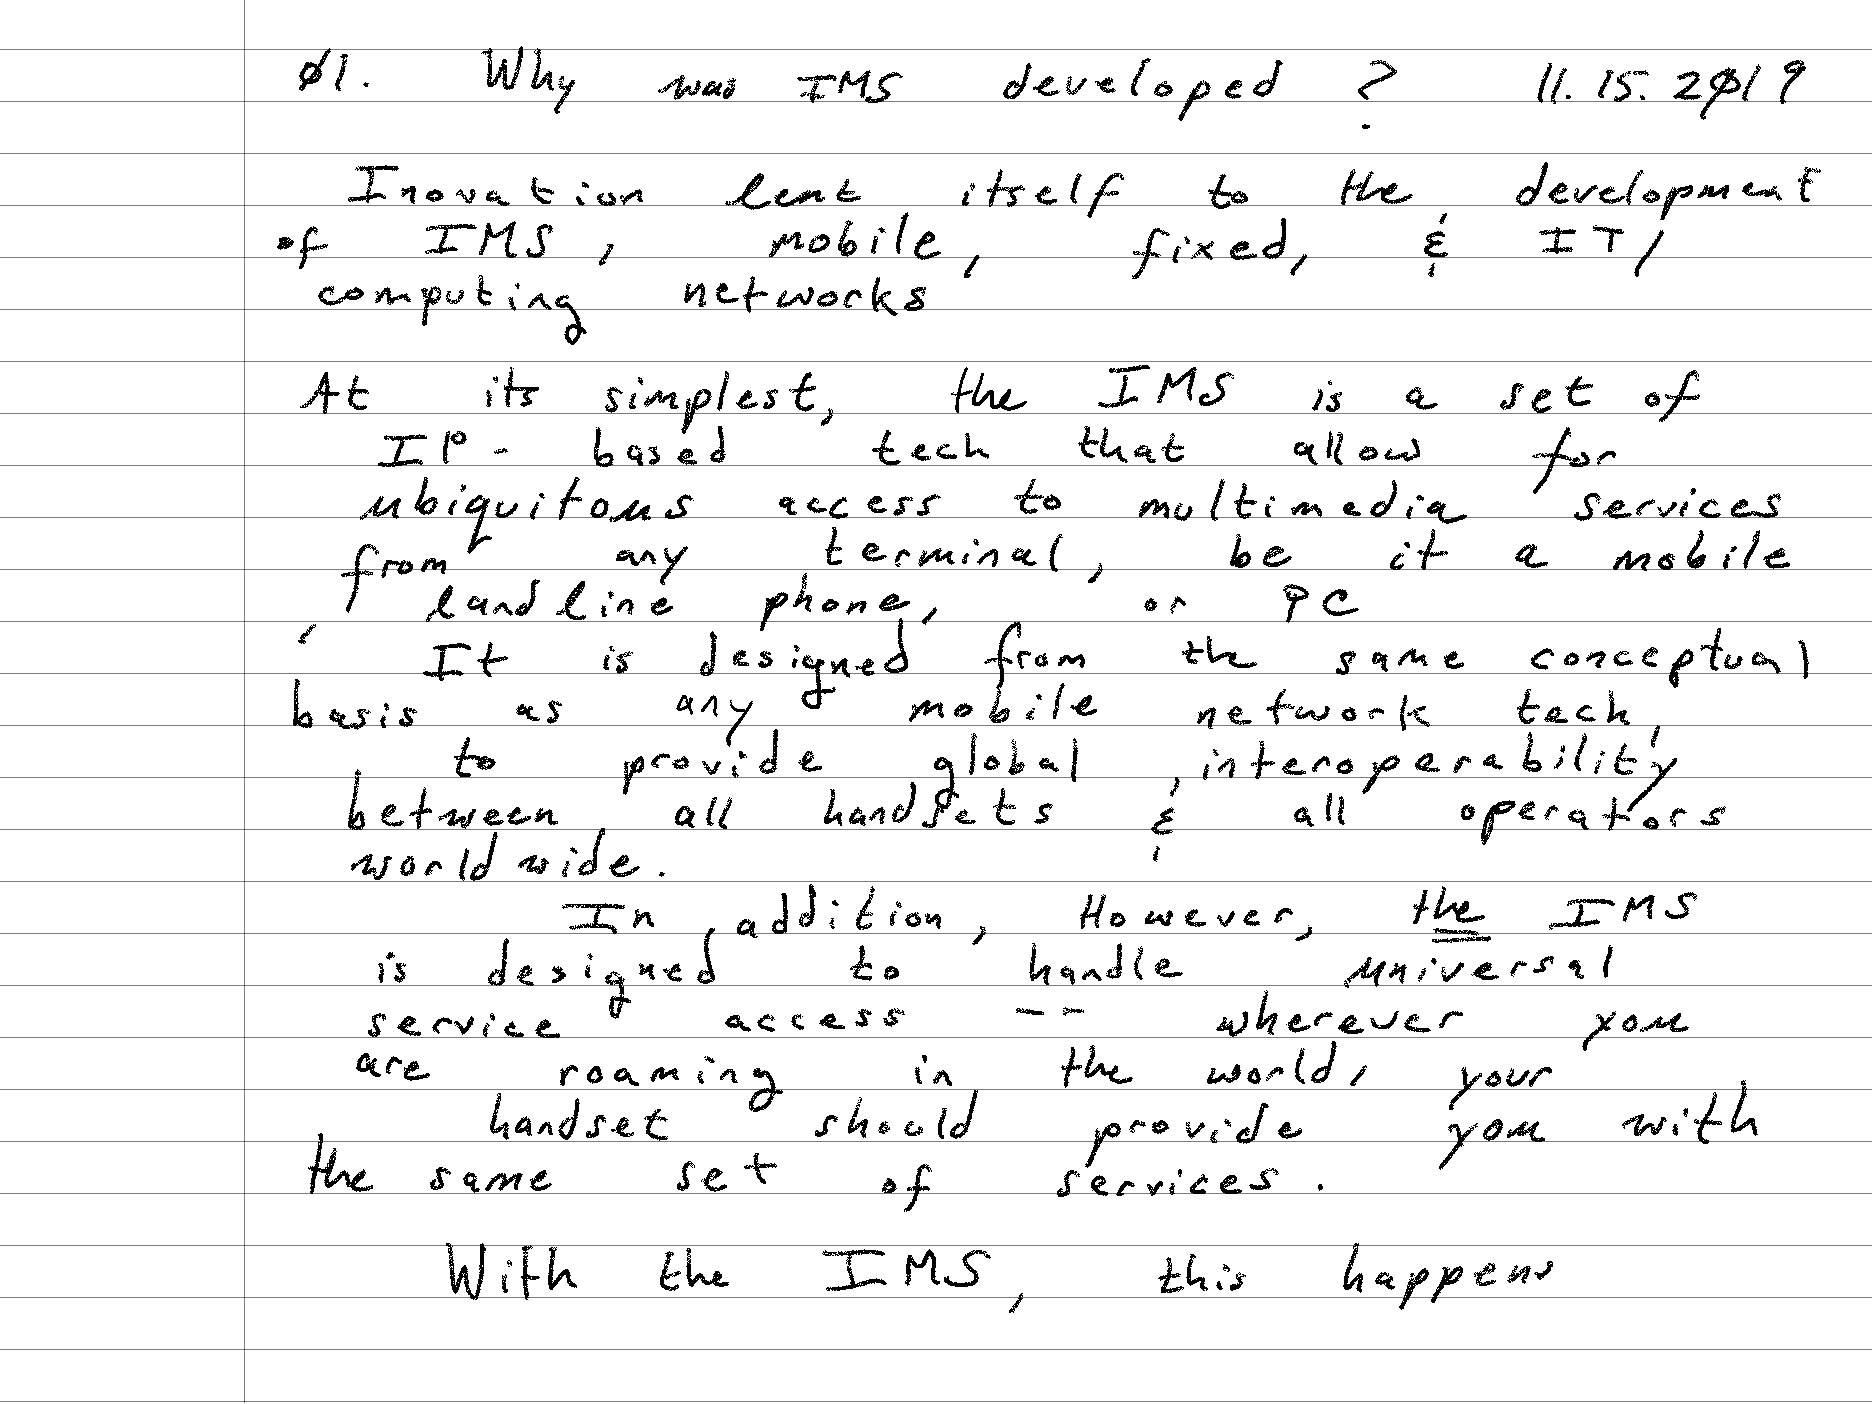 Ø1. Why was IMS developed ? 11.15.2Ø19
Inovation lent itself to the development
of IMS, mobile, fixed, & IT/
computing networks
At its simplest, the IMS is a set of
IP - based tech that allow for
ubiquitous access to multimedia services
from any terminal, be it a mobile
, landline phone, or PC
It is designed from the same conceptual
basis as any mobile network tech,
to provide global interoperability
between all handsets & all operators
world wide.
In addition, However, the IMS
is designed to handle universal
service access -- wherever you
are roaming in the world, your
handset should provide you with
the same set of services.
With the IMS, this happens